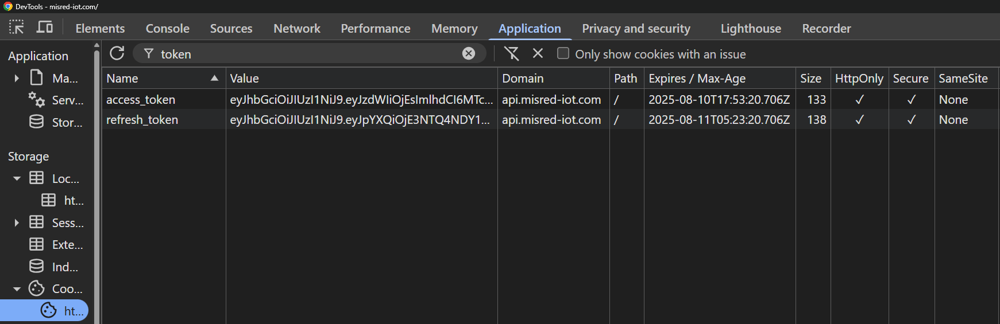 DevTools - misred-iot.com/
Elements Console Sources Network Performance Memory Application Privacy and security Lighthouse Recorder
Application
Ma...
Serv...
Stor...
Storage
Loc...
ht...
Sess...
Exte...
Ind...
Coo...
ht...
token
Only show cookies with an issue
Name Value Domain Path Expires / Max-Age Size HttpOnly Secure SameSite
access_token eyJhbGciOiJIUzI1NiJ9.eyJzdWIiOjEsImlhdCI6MTc... api.misred-iot.com / 2025-08-10T17:53:20.706Z 133 ✓ ✓ None
refresh_token eyJhbGciOiJIUzI1NiJ9.eyJpYXQiOjE3NTQ4NDY1... api.misred-iot.com / 2025-08-11T05:23:20.706Z 138 ✓ ✓ None